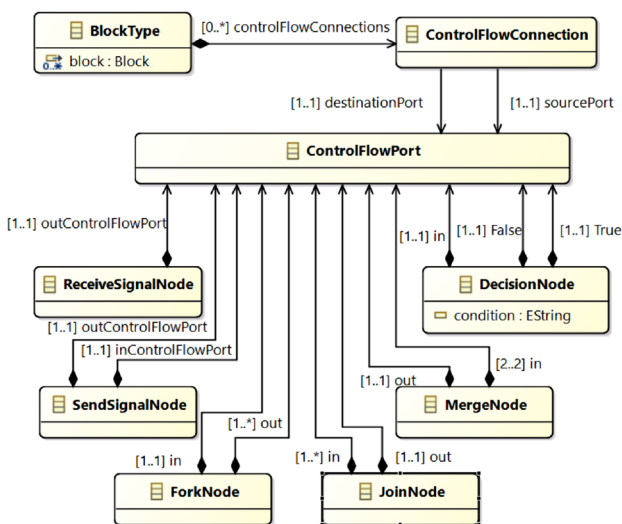 BlockType
[0..*] controlFlowConnections
ControlFlowConnection
0..*
block : Block
[1..1] destinationPort
[1..1] sourcePort
ControlFlowPort
[1..1] outControlFlowPort
[1..1] in
[1..1] False
[1..1] True
ReceiveSignalNode
DecisionNode
condition : EString
[1..1] outControlFlowPort
[1..1] inControlFlowPort
[2..2] in
[1..1] out
SendSignalNode
MergeNode
[1..*] out
[1..1] in
[1..*] in
[1..1] out
ForkNode
JoinNode